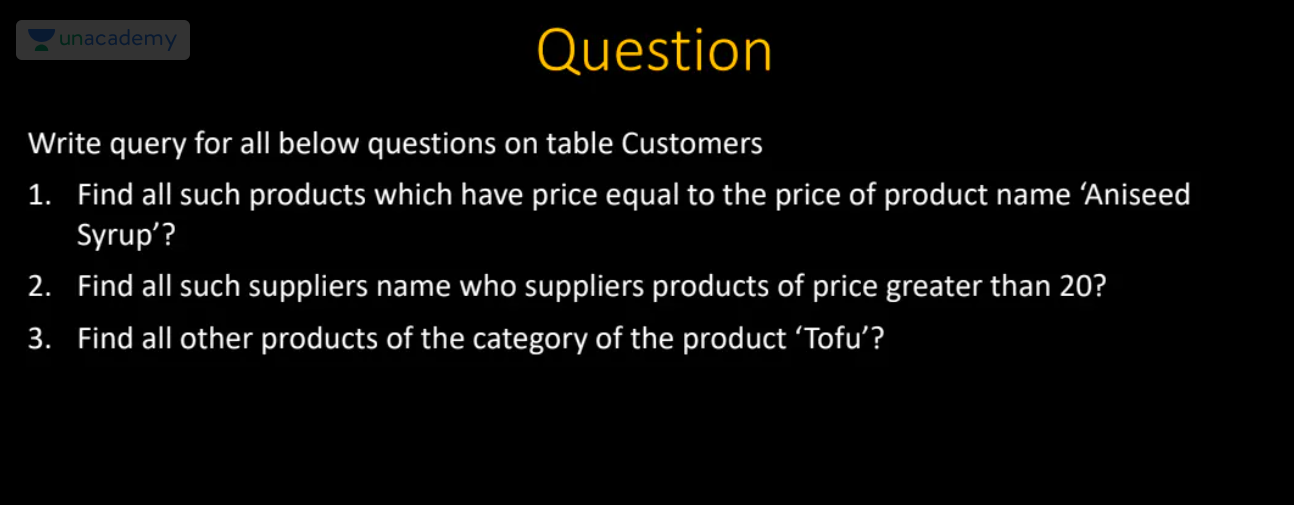 unacademy
Question
Write query for all below questions on table Customers
1. Find all such products which have price equal to the price of product name ‘Aniseed
Syrup’?
2. Find all such suppliers name who suppliers products of price greater than 20?
3. Find all other products of the category of the product ‘Tofu’?